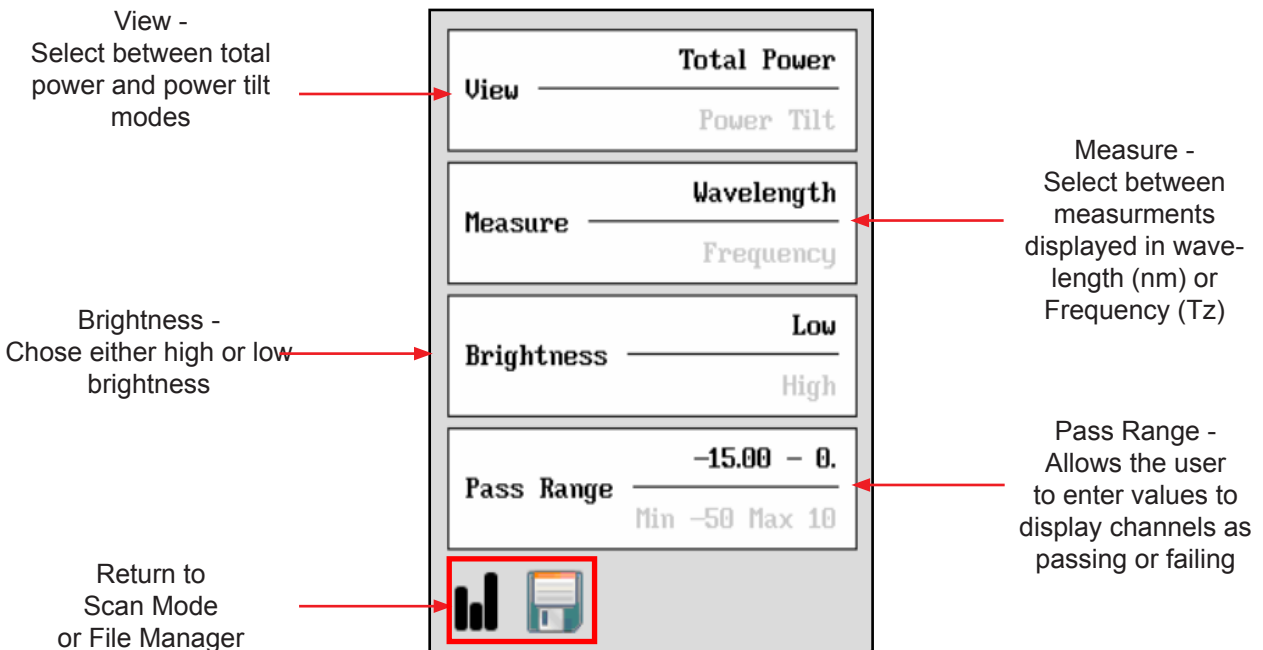 View -
Select between total
power and power tilt
modes
Brightness -
Chose either high or low
brightness
Return to
Scan Mode
or File Manager
Total Power
View
Power Tilt
Wavelength
Measure
Frequency
Low
Brightness
High
-15.00 - 0.
Pass Range
Min -50 Max 10
Measure -
Select between
measurments
displayed in wave-
length (nm) or
Frequency (Tz)
Pass Range -
Allows the user
to enter values to
display channels as
passing or failing